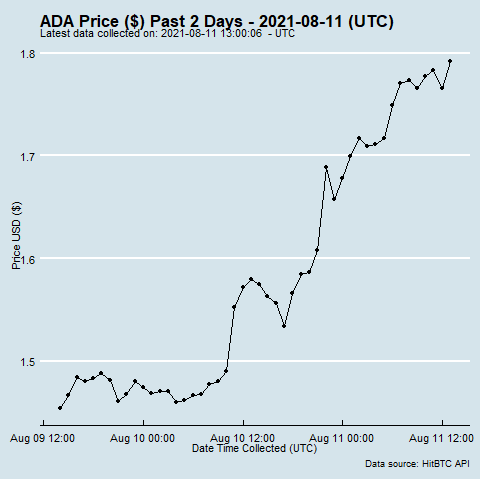 ADA Price ($) Past 2 Days - 2021-08-11 (UTC)
Latest data collected on: 2021-08-11 13:00:06 - UTC
1.8
1.7
1.6
1.5
Price USD ($)
Aug 09 12:00
Aug 10 00:00
Aug 10 12:00
Aug 11 00:00
Aug 11 12:00
Date Time Collected (UTC)
Data source: HitBTC API